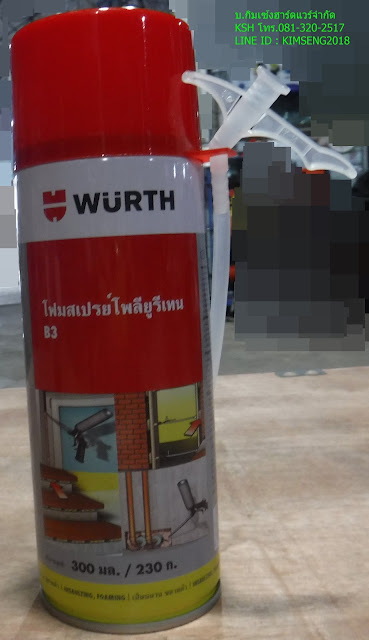 บ.กิมเซ่งฮาร์ดแวร์จำกัด
KSH โทร.081-320-2517
LINE ID : KIMSENG2018
WÜRTH
โฟมสเปรย์โพลียูรีเทน
B3
300 มล. / 230 ก.
MOUNTING, FOAMING